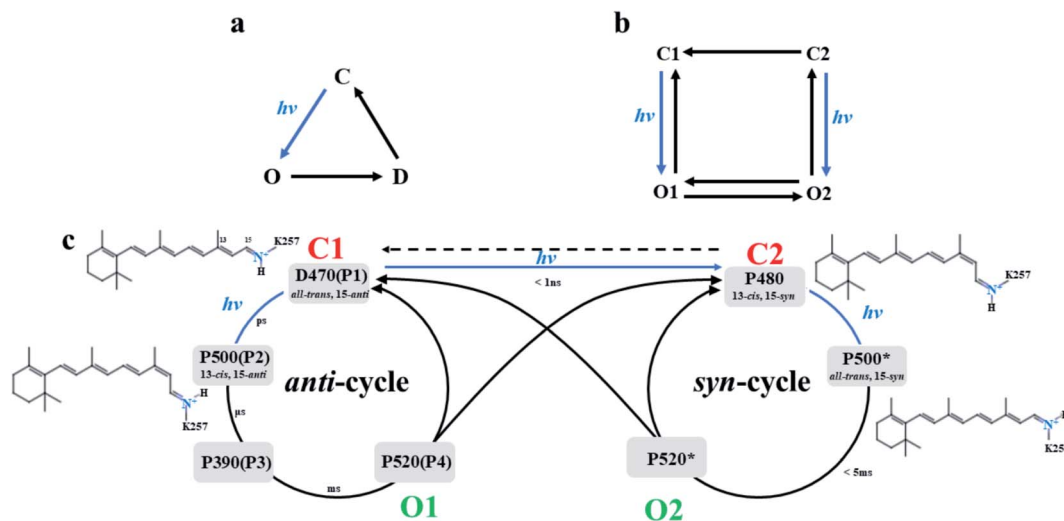 a
C
hν
O
D
b
C1
C2
hν
hν
O1
O2
c
13
15
K257
N+
H
C1
D470(P1)
all-trans, 15-anti
hν
< 1ns
C2
P480
13-cis, 15-syn
K257
N+
H
hν
ps
hν
P500(P2)
13-cis, 15-anti
H
N+
K257
anti-cycle
syn-cycle
P500*
all-trans, 15-syn
N+
μs
P390(P3)
ms
P520(P4)
O1
P520*
O2
< 5ms